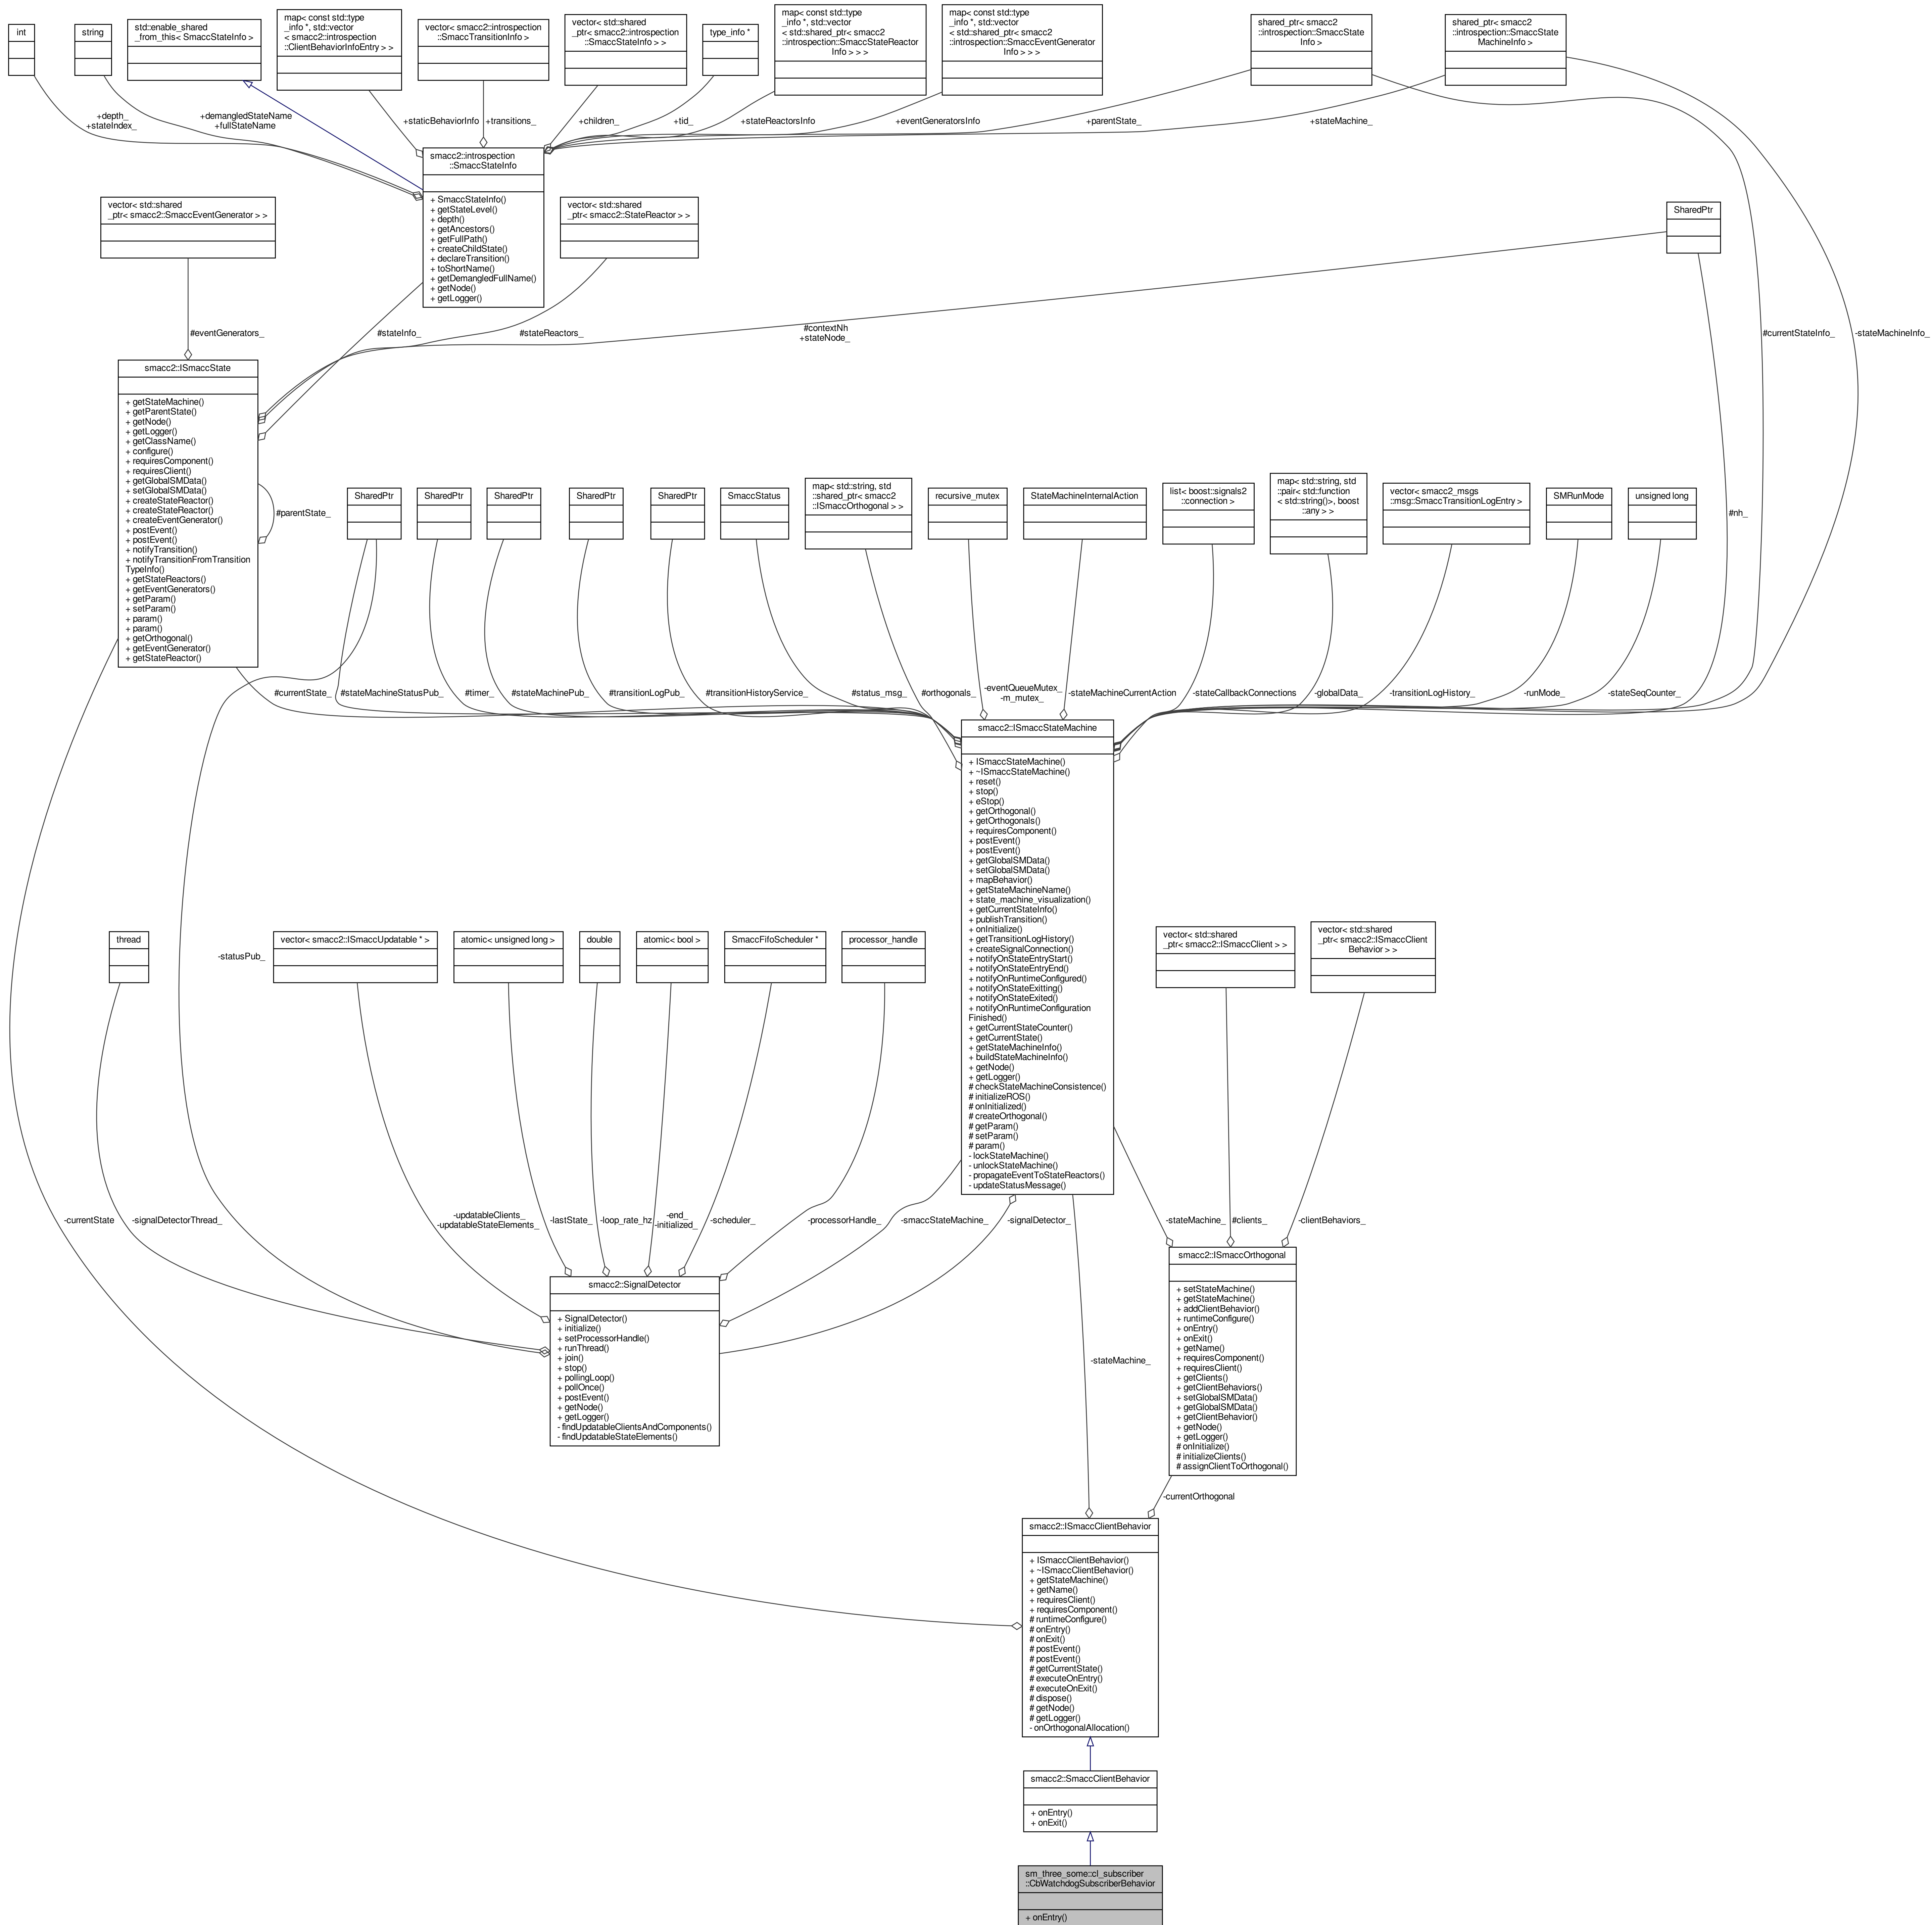 int
string
std::enable_shared
_from_this< SmaccStateInfo >
map< const std::type
_info *, std::vector
< smacc2::introspection
::ClientBehaviorInfoEntry > >
vector< smacc2::introspection
::SmaccTransitionInfo >
vector< std::shared
_ptr< smacc2::introspection
::SmaccStateInfo > >
type_info *
map< const std::type
_info *, std::vector
< std::shared_ptr< smacc2
::introspection::SmaccStateReactor
Info > > >
map< const std::type
_info *, std::vector
< std::shared_ptr< smacc2
::introspection::SmaccEventGenerator
Info > > >
shared_ptr< smacc2
::introspection::SmaccState
Info >
shared_ptr< smacc2
::introspection::SmaccState
MachineInfo >
+depth_
+stateIndex_
+demangledStateName
+fullStateName
+staticBehaviorInfo
+transitions_
+children_
+tid_
+stateReactorsInfo
+eventGeneratorsInfo
+parentState_
+stateMachine_
smacc2::introspection
::SmaccStateInfo
+ SmaccStateInfo()
+ getStateLevel()
+ depth()
+ getAncestors()
+ getFullPath()
+ createChildState()
+ declareTransition()
+ toShortName()
+ getDemangledFullName()
+ getNode()
+ getLogger()
vector< std::shared
_ptr< smacc2::SmaccEventGenerator > >
vector< std::shared
_ptr< smacc2::StateReactor > >
SharedPtr
#eventGenerators_
#stateInfo_
#stateReactors_
#contextNh
+stateNode_
#currentStateInfo_
-stateMachineInfo_
smacc2::ISmaccState
+ getStateMachine()
+ getParentState()
+ getNode()
+ getLogger()
+ getClassName()
+ configure()
+ requiresComponent()
+ requiresClient()
+ getGlobalSMData()
+ setGlobalSMData()
+ createStateReactor()
+ createStateReactor()
+ createEventGenerator()
+ postEvent()
+ postEvent()
+ notifyTransition()
+ notifyTransitionFromTransition
TypeInfo()
+ getStateReactors()
+ getEventGenerators()
+ getParam()
+ setParam()
+ param()
+ param()
+ getOrthogonal()
+ getEventGenerator()
+ getStateReactor()
#parentState_
SharedPtr
SharedPtr
SharedPtr
SharedPtr
SharedPtr
SmaccStatus
map< std::string, std
::shared_ptr< smacc2
::ISmaccOrthogonal > >
recursive_mutex
StateMachineInternalAction
list< boost::signals2
::connection >
map< std::string, std
::pair< std::function
< std::string()>, boost
::any > >
vector< smacc2_msgs
::msg::SmaccTransitionLogEntry >
SMRunMode
unsigned long
#nh_
#currentState_
#stateMachineStatusPub_
#timer_
#stateMachinePub_
#transitionLogPub_
#transitionHistoryService_
#status_msg_
#orthogonals_
-eventQueueMutex_
-m_mutex_
-stateMachineCurrentAction
-stateCallbackConnections
-globalData_
-transitionLogHistory_
-runMode_
-stateSeqCounter_
smacc2::ISmaccStateMachine
+ ISmaccStateMachine()
+ ~ISmaccStateMachine()
+ reset()
+ stop()
+ eStop()
+ getOrthogonal()
+ getOrthogonals()
+ requiresComponent()
+ postEvent()
+ postEvent()
+ getGlobalSMData()
+ setGlobalSMData()
+ mapBehavior()
+ getStateMachineName()
+ state_machine_visualization()
+ getCurrentStateInfo()
+ publishTransition()
+ onInitialize()
+ getTransitionLogHistory()
+ createSignalConnection()
+ notifyOnStateEntryStart()
+ notifyOnStateEntryEnd()
+ notifyOnRuntimeConfigured()
+ notifyOnStateExitting()
+ notifyOnStateExited()
+ notifyOnRuntimeConfiguration
Finished()
+ getCurrentStateCounter()
+ getCurrentState()
+ getStateMachineInfo()
+ buildStateMachineInfo()
+ getNode()
+ getLogger()
# checkStateMachineConsistence()
# initializeROS()
# onInitialized()
# createOrthogonal()
# getParam()
# setParam()
# param()
- lockStateMachine()
- unlockStateMachine()
- propagateEventToStateReactors()
- updateStatusMessage()
thread
-statusPub_
vector< smacc2::ISmaccUpdatable * >
atomic< unsigned long >
double
atomic< bool >
SmaccFifoScheduler *
processor_handle
vector< std::shared
_ptr< smacc2::ISmaccClient > >
vector< std::shared
_ptr< smacc2::ISmaccClient
Behavior > >
-currentState
-signalDetectorThread_
-updatableClients_
-updatableStateElements_
-lastState_
-loop_rate_hz
-end_
-initialized_
-scheduler_
-processorHandle_
-smaccStateMachine_
-signalDetector_
-stateMachine_
#clients_
-clientBehaviors_
smacc2::SignalDetector
+ SignalDetector()
+ initialize()
+ setProcessorHandle()
+ runThread()
+ join()
+ stop()
+ pollingLoop()
+ pollOnce()
+ postEvent()
+ getNode()
+ getLogger()
- findUpdatableClientsAndComponents()
- findUpdatableStateElements()
smacc2::ISmaccOrthogonal
+ setStateMachine()
+ getStateMachine()
+ addClientBehavior()
+ runtimeConfigure()
+ onEntry()
+ onExit()
+ getName()
+ requiresComponent()
+ requiresClient()
+ getClients()
+ getClientBehaviors()
+ setGlobalSMData()
+ getGlobalSMData()
+ getClientBehavior()
+ getNode()
+ getLogger()
# onInitialize()
# initializeClients()
# assignClientToOrthogonal()
-stateMachine_
-currentOrthogonal
smacc2::ISmaccClientBehavior
+ ISmaccClientBehavior()
+ ~ISmaccClientBehavior()
+ getStateMachine()
+ getName()
+ requiresClient()
+ requiresComponent()
# runtimeConfigure()
# onEntry()
# onExit()
# postEvent()
# postEvent()
# getCurrentState()
# executeOnEntry()
# executeOnExit()
# dispose()
# getNode()
# getLogger()
- onOrthogonalAllocation()
smacc2::SmaccClientBehavior
+ onEntry()
+ onExit()
sm_three_some::cl_subscriber
::CbWatchdogSubscriberBehavior
+ onEntry()